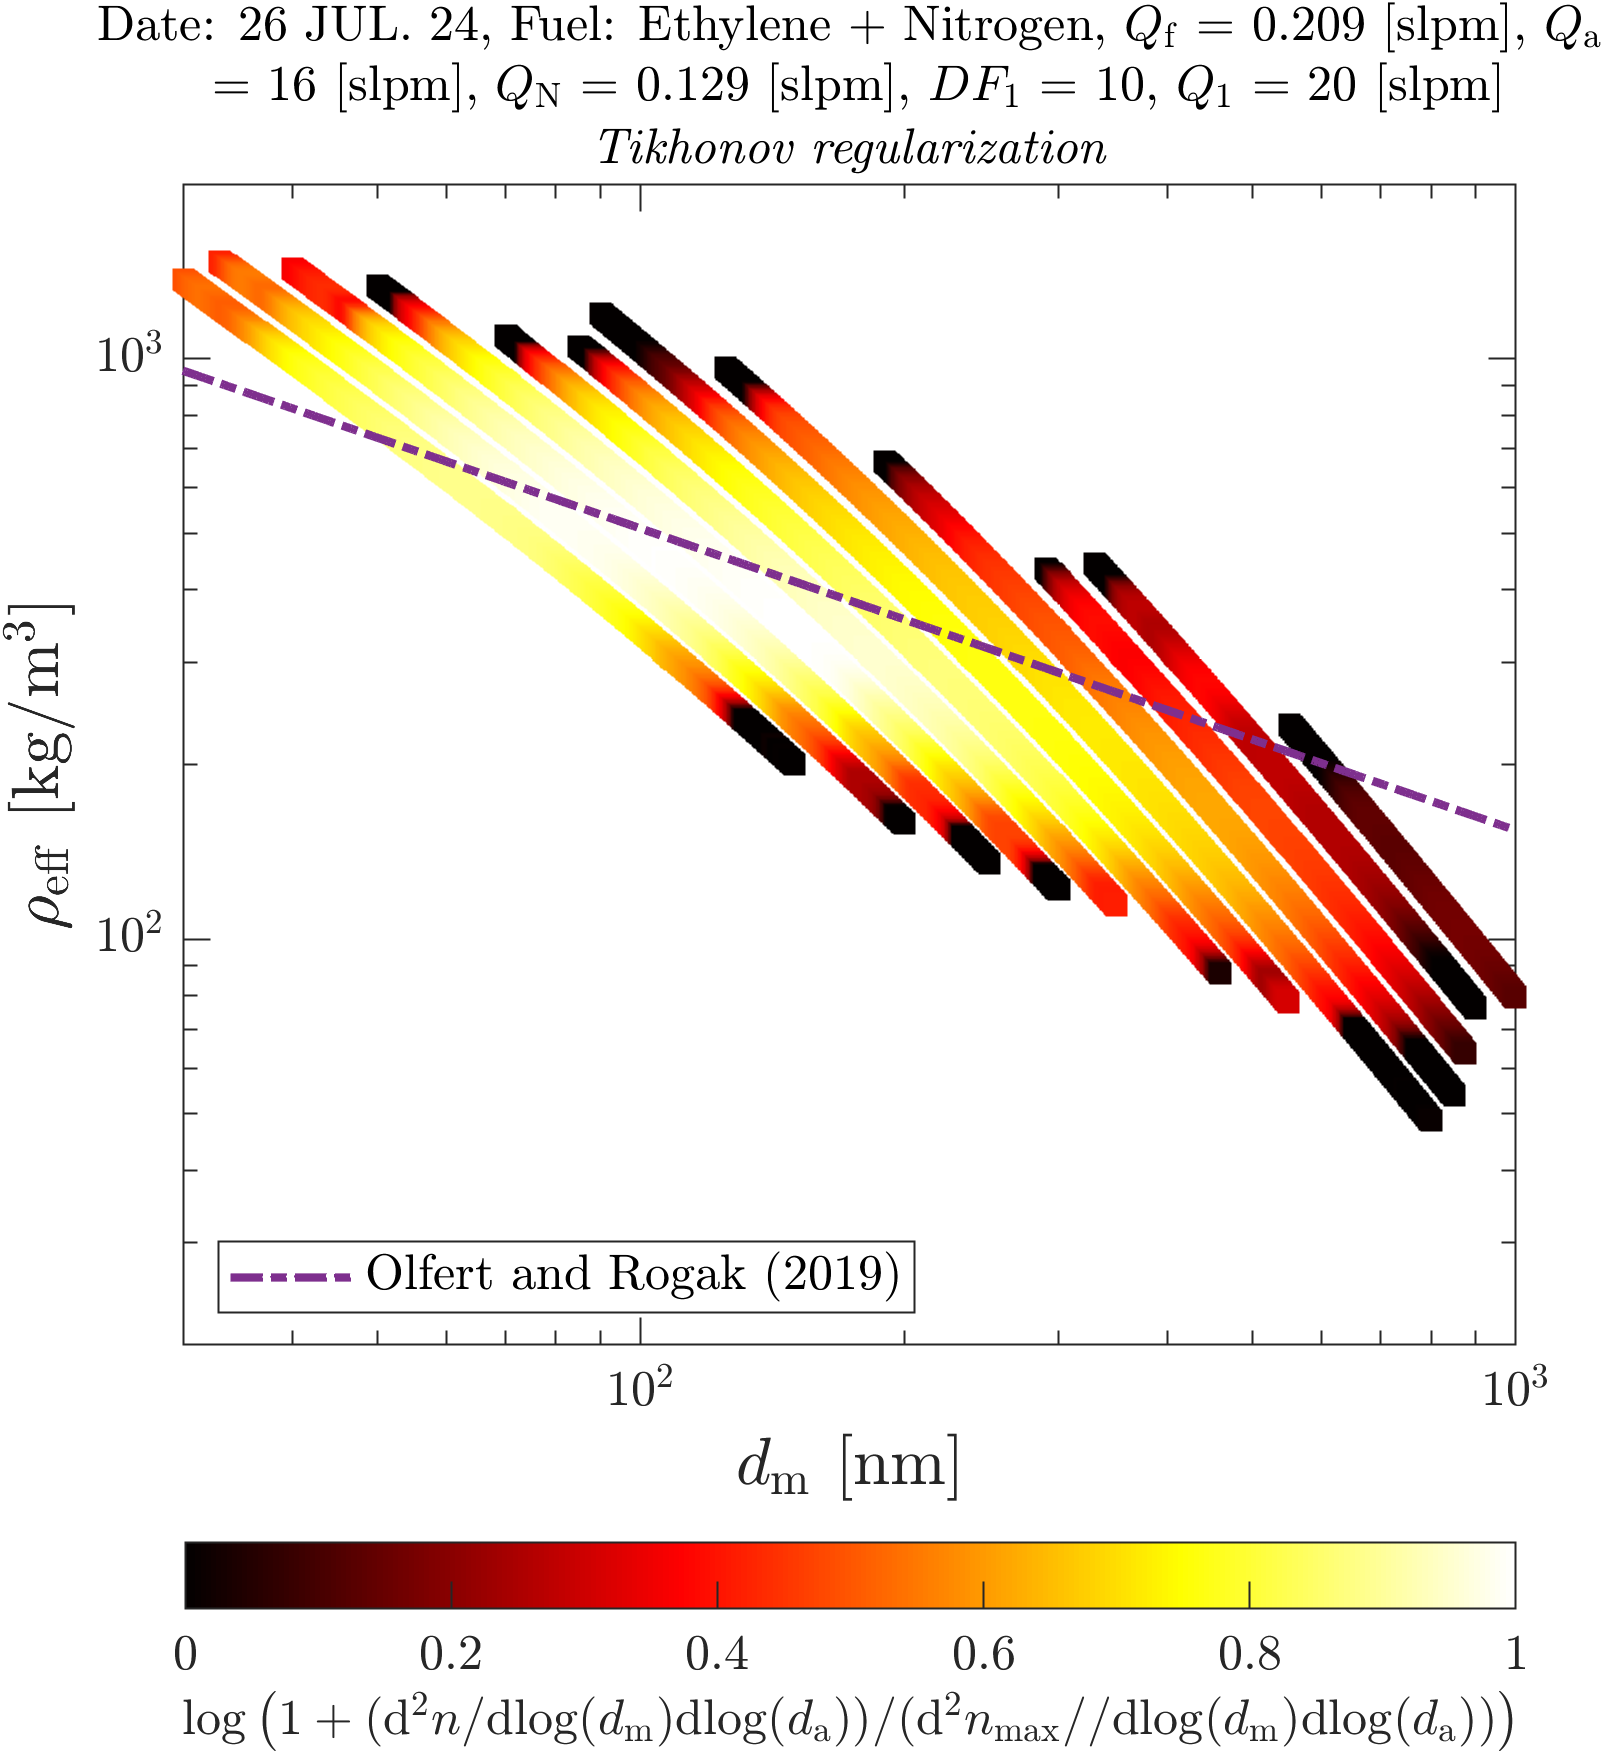 Date: 26 JUL. 24, Fuel: Ethylene + Nitrogen, Q_f = 0.209 [slpm], Q_a
= 16 [slpm], Q_N = 0.129 [slpm], DF_1 = 10, Q_1 = 20 [slpm]
Tikhonov regularization
10^3
10^2
ρ_eff [kg/m^3]
Olfert and Rogak (2019)
10^2 10^3
d_m [nm]
0 0.2 0.4 0.6 0.8 1
log (1 + (d^2n/dlog(d_m)dlog(d_a))/(d^2n_max//dlog(d_m)dlog(d_a)))